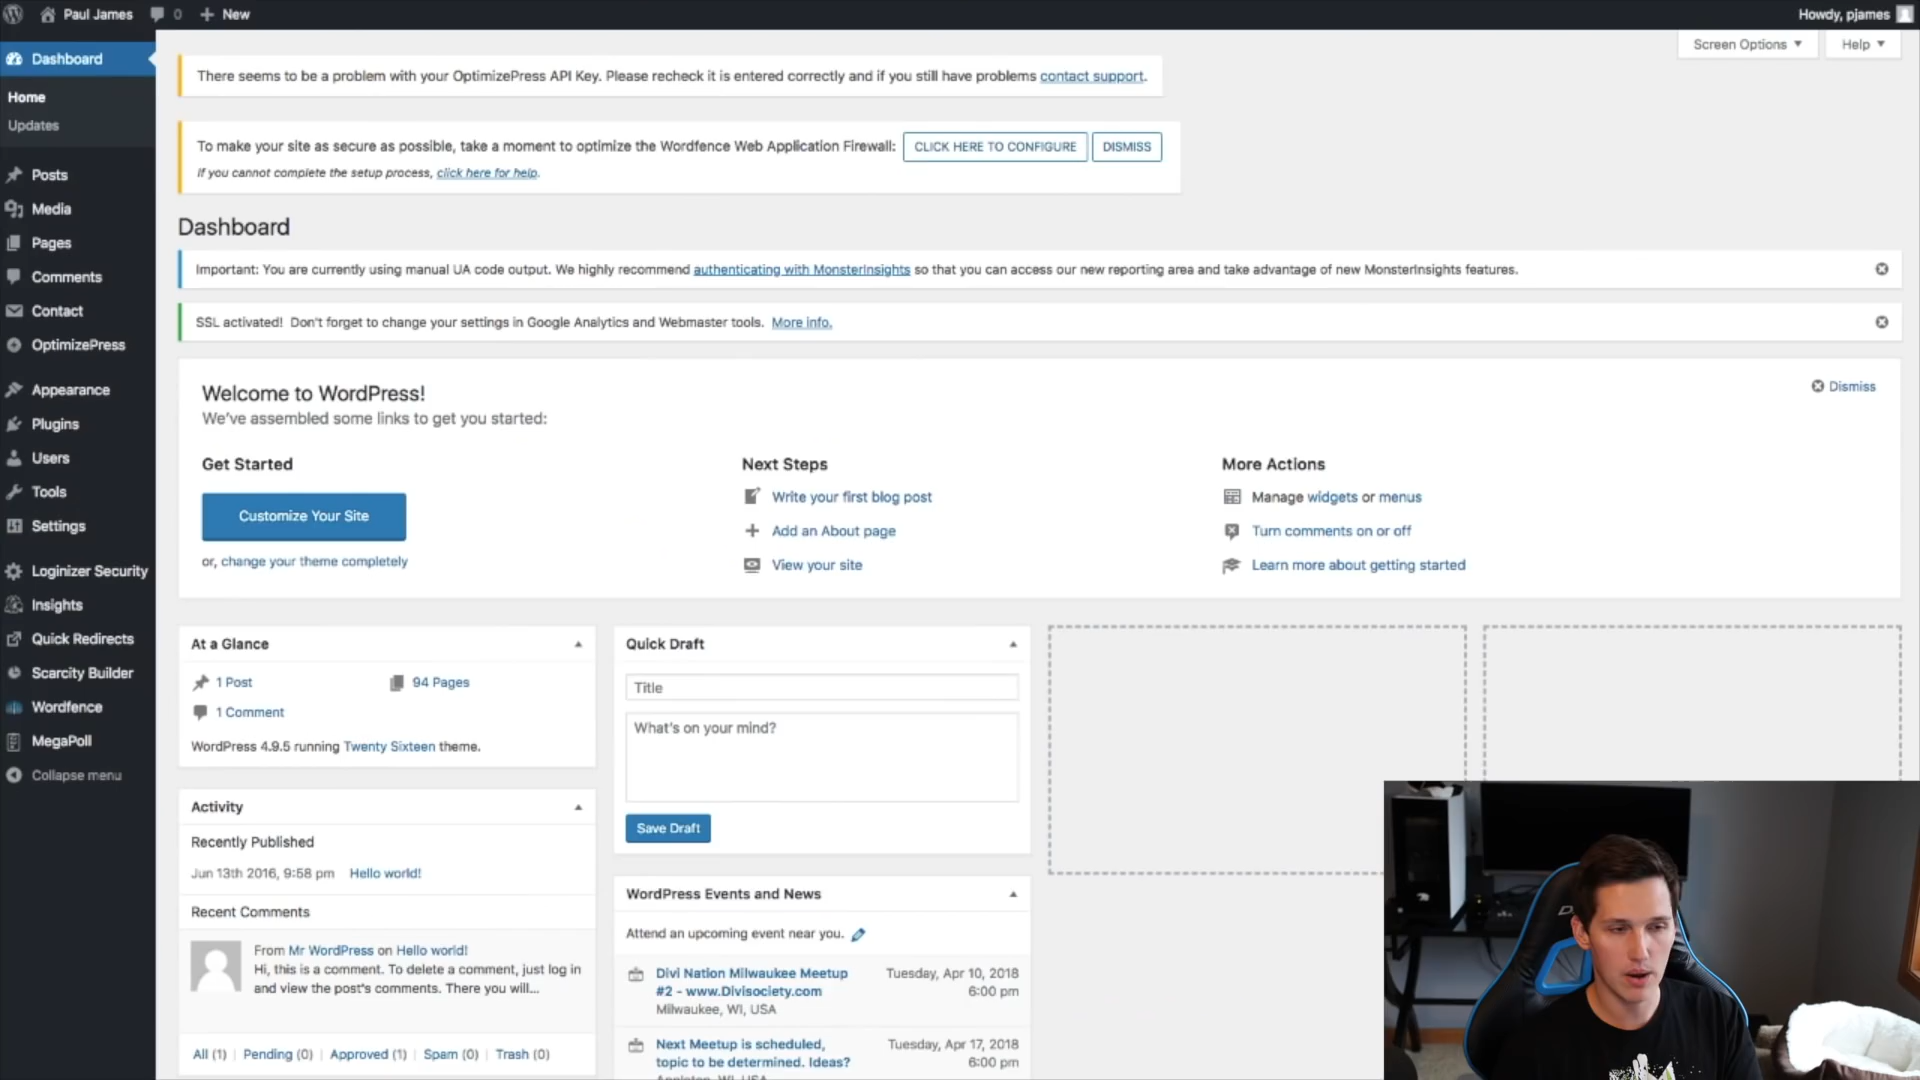 Paul James
0
New
Howdy, pjames
Screen Options
Help
Dashboard
Home
Updates
Posts
Media
Pages
Comments
Contact
OptimizePress
Appearance
Plugins
Users
Tools
Settings
Loginizer Security
Insights
Quick Redirects
Scarcity Builder
Wordfence
MegaPoll
Collapse menu
There seems to be a problem with your OptimizePress API Key. Please recheck it is entered correctly and if you still have problems contact support.
To make your site as secure as possible, take a moment to optimize the Wordfence Web Application Firewall: CLICK HERE TO CONFIGURE DISMISS
If you cannot complete the setup process, click here for help.
Dashboard
Important: You are currently using manual UA code output. We highly recommend authenticating with MonsterInsights so that you can access our new reporting area and take advantage of new MonsterInsights features.
SSL activated! Don't forget to change your settings in Google Analytics and Webmaster tools. More info.
Welcome to WordPress!
Dismiss
We've assembled some links to get you started:
Get Started
Customize Your Site
or, change your theme completely
Next Steps
Write your first blog post
Add an About page
View your site
More Actions
Manage widgets or menus
Turn comments on or off
Learn more about getting started
At a Glance
1 Post
94 Pages
1 Comment
WordPress 4.9.5 running Twenty Sixteen theme.
Activity
Recently Published
Jun 13th 2016, 9:58 pm Hello world!
Recent Comments
From Mr WordPress on Hello world!
Hi, this is a comment. To delete a comment, just log in
and view the post's comments. There you will...
All (1) | Pending (0) | Approved (1) | Spam (0) | Trash (0)
Quick Draft
Title
What's on your mind?
Save Draft
WordPress Events and News
Attend an upcoming event near you.
Divi Nation Milwaukee Meetup
#2 - www.Divisociety.com
Milwaukee, WI, USA
Tuesday, Apr 10, 2018
6:00 pm
Next Meetup is scheduled,
topic to be determined. Ideas?
Appleton, WI, USA
Tuesday, Apr 17, 2018
6:00 pm